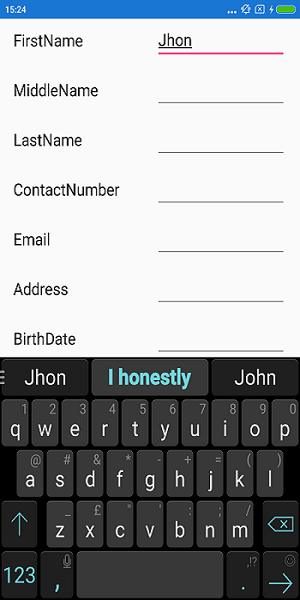 15:24
FirstName Jhon
MiddleName
LastName
ContactNumber
Email
Address
BirthDate
Jhon I honestly John
1 2 3 4 5 6 7 8 9 0
q w e r t y u i o p
@ # & * - + = ( )
a s d f g h j k l
_ £ " ' : ; /
z x c v b n m
,!?
123 , .